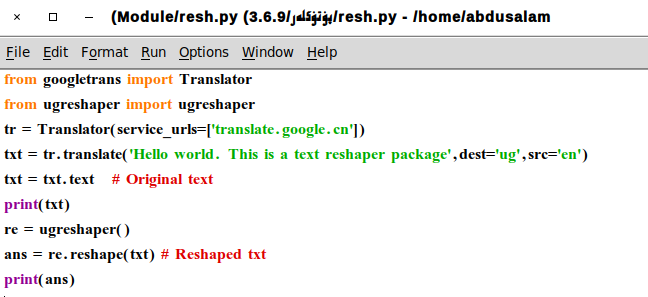 (Module/resh.py (3.6.9/يۈتۈكلەر/resh.py - /home/abdusalam
File Edit Format Run Options Window Help
from googletrans import Translator
from ugreshaper import ugreshaper
tr = Translator(service_urls=['translate.google.cn'])
txt = tr.translate('Hello world. This is a text reshaper package',dest='ug',src='en')
txt = txt.text # Original text
print(txt)
re = ugreshaper()
ans = re.reshape(txt) # Reshaped txt
print(ans)